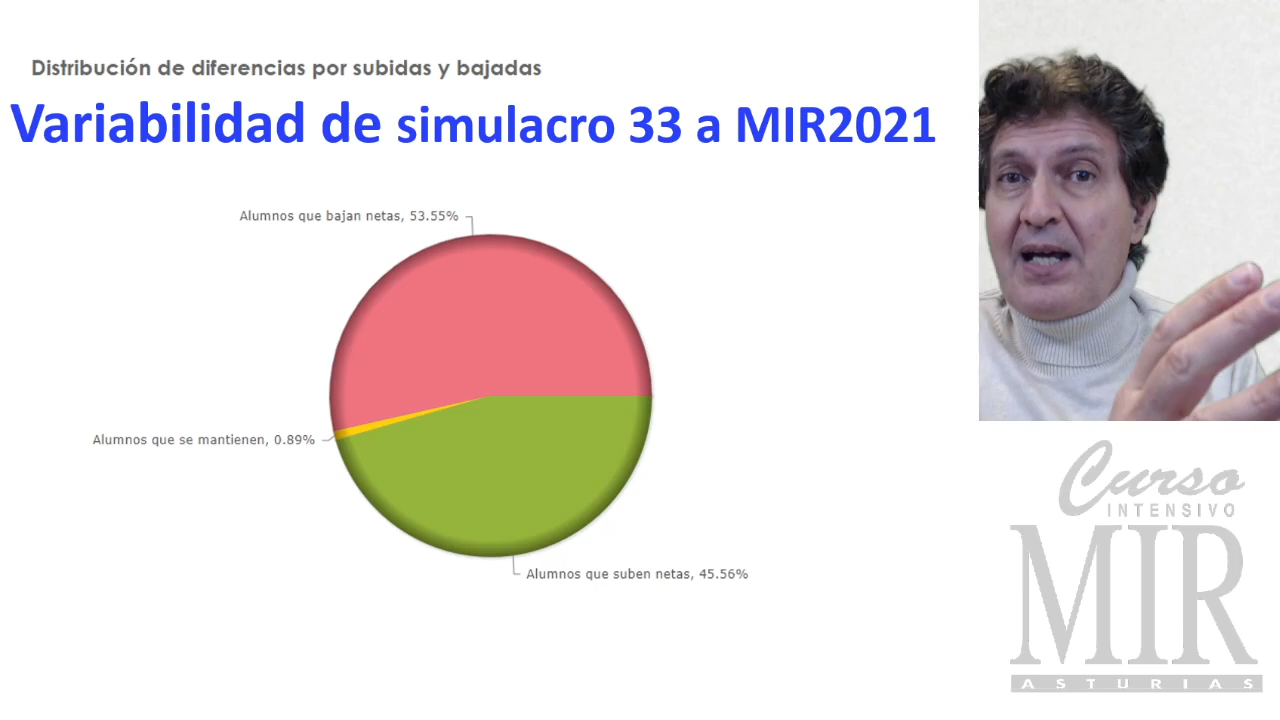 Distribución de diferencias por subidas y bajadas
Variabilidad de simulacro 33 a MIR2021
Alumnos que bajan netas, 53.55%
Alumnos que se mantienen, 0.89%
Alumnos que suben netas, 45.56%
Curso
INTENSIVO
MIR
ASTURIAS